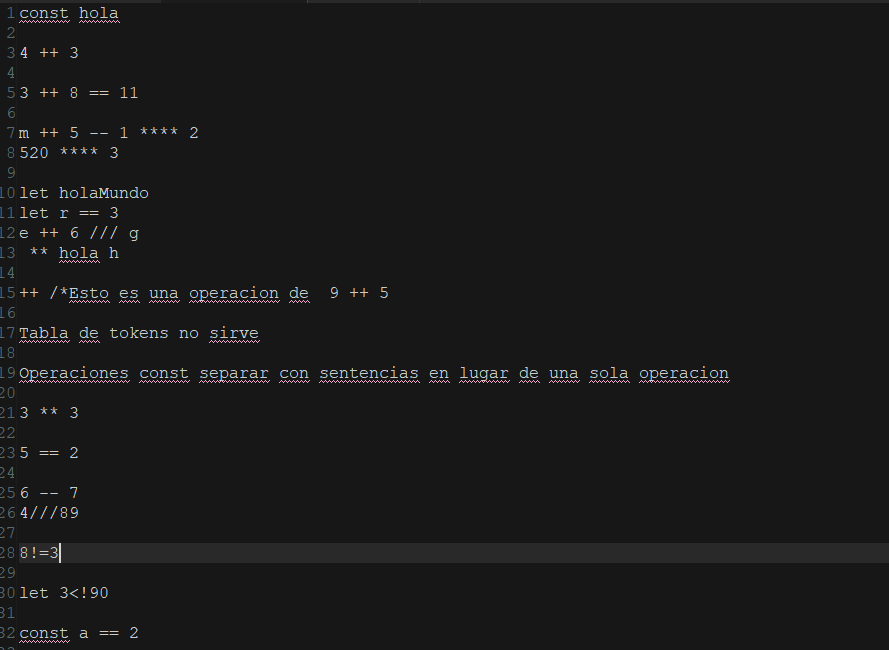 1 const hola
2
3 4 ++ 3
4
5 3 ++ 8 == 11
6
7 m ++ 5 -- 1 **** 2
8 520 **** 3
9
10 let holaMundo
11 let r == 3
12 e ++ 6 /// g
13  ** hola h
14
15 ++ /*Esto es una operacion de  9 ++ 5
16
17 Tabla de tokens no sirve
18
19 Operaciones const separar con sentencias en lugar de una sola operacion
20
21 3 ** 3
22
23 5 == 2
24
25 6 -- 7
26 4///89
27
28 8!=3
29
30 let 3<!90
31
32 const a == 2